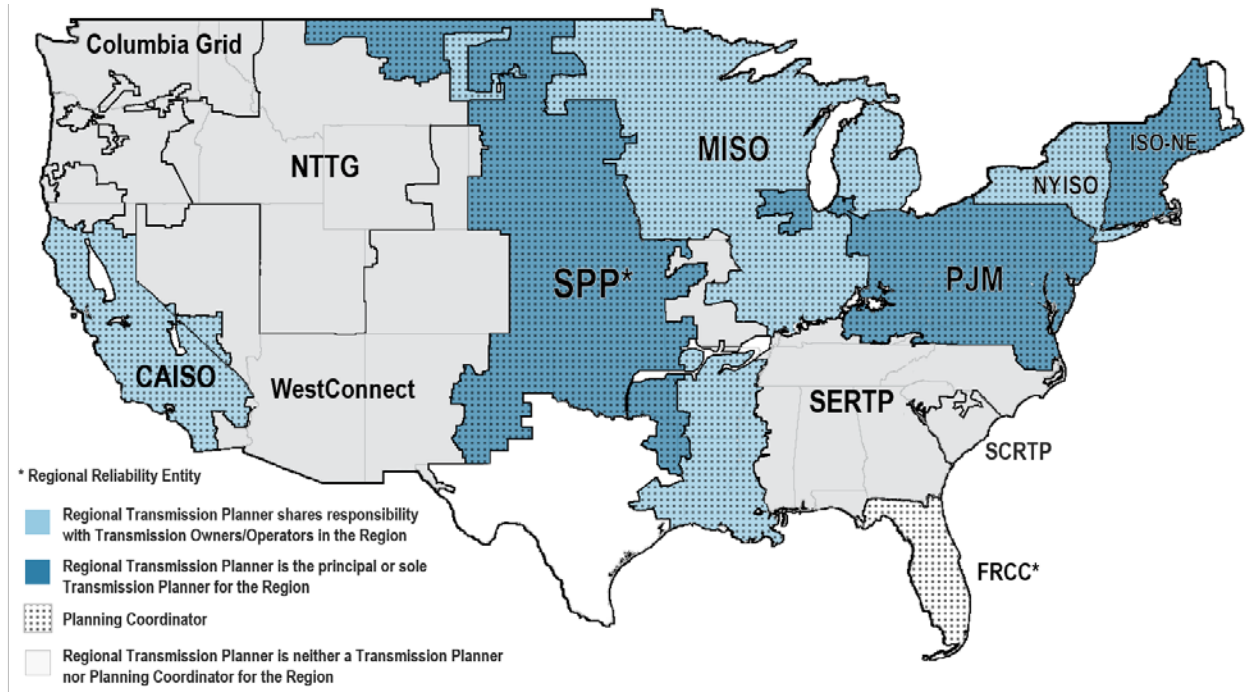 Columbia Grid
NTTG
MISO
ISO-NE
NYISO
SPP*
PJM
CAISO
WestConnect
SERTP
SCRTP
FRCC*
* Regional Reliability Entity
Regional Transmission Planner shares responsibility
with Transmission Owners/Operators in the Region
Regional Transmission Planner is the principal or sole
Transmission Planner for the Region
Planning Coordinator
Regional Transmission Planner is neither a Transmission Planner
nor Planning Coordinator for the Region